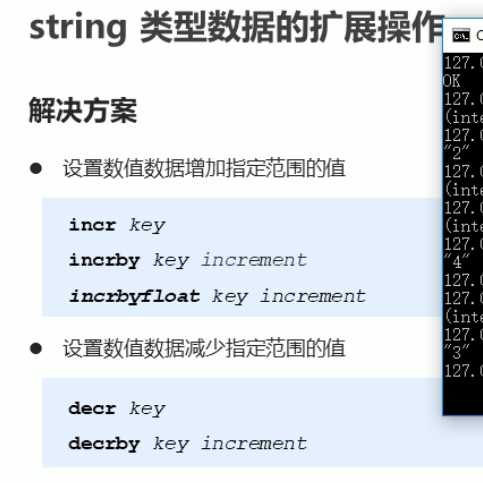 string 类型数据的扩展操作
解决方案
● 设置数值数据增加指定范围的值
incr key
incrby key increment
incrbyfloat key increment
● 设置数值数据减少指定范围的值
decr key
decrby key increment
127.0
OK
127.0
(inte
127.0
"2"
127.0
(inte
127.0
(inte
127.0
"4"
127.0
127.0
(inte
127.0
"3"
127.0